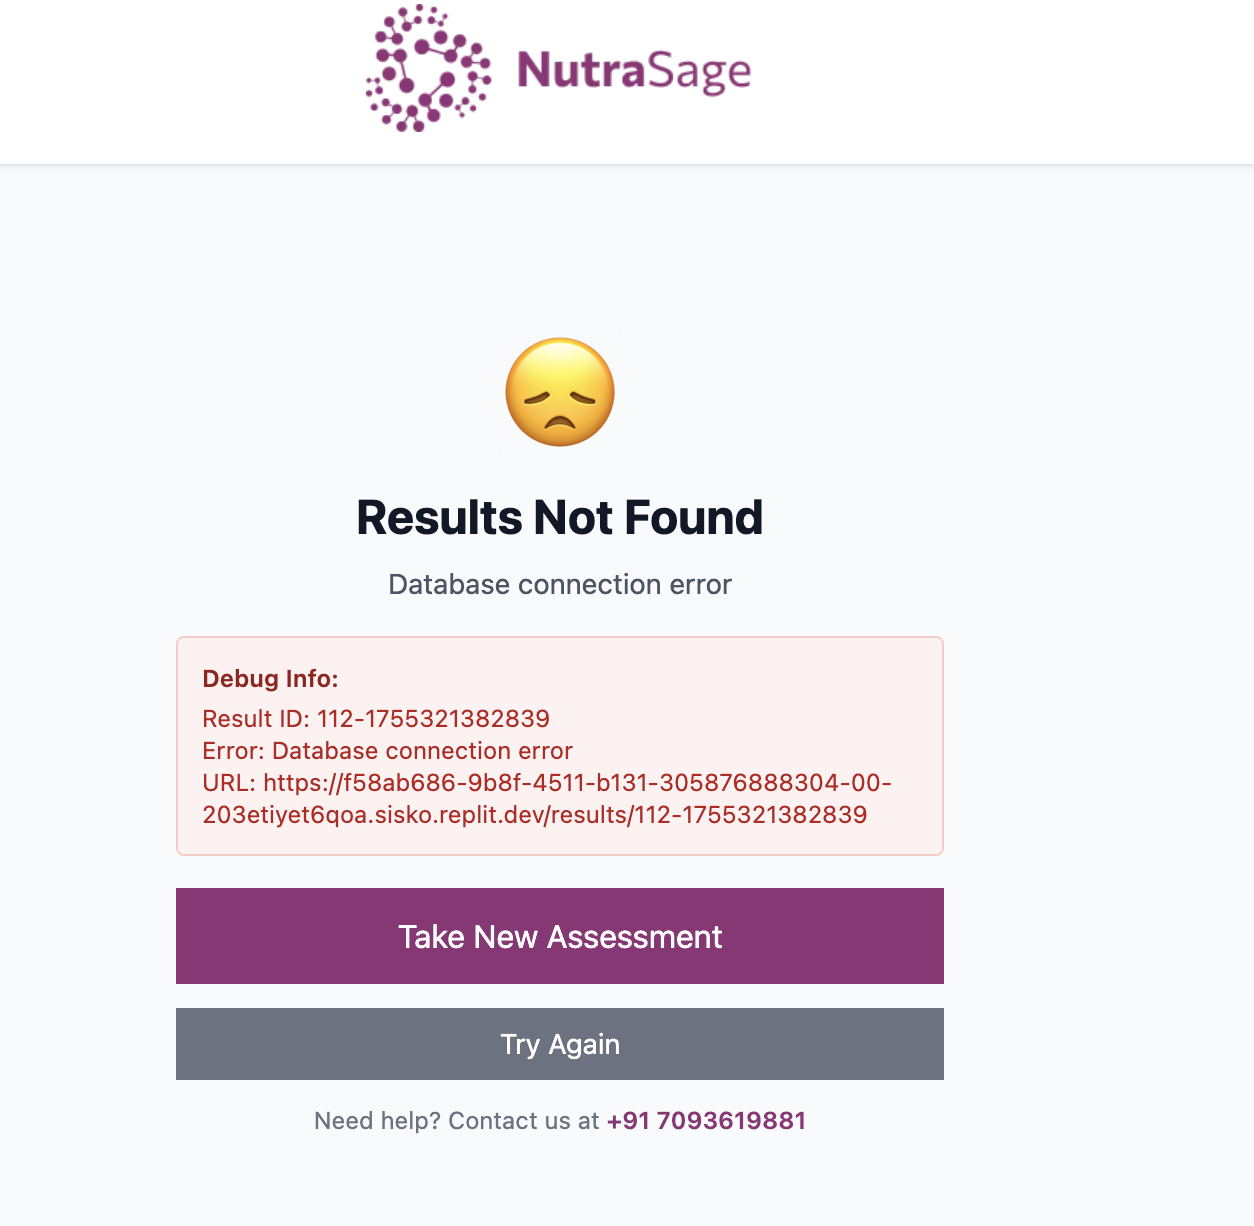 NutraSage
Results Not Found
Database connection error
Debug Info:
Result ID: 112-1755321382839
Error: Database connection error
URL: https://f58ab686-9b8f-4511-b131-305876888304-00-
203etiyet6qoa.sisko.replit.dev/results/112-1755321382839
Take New Assessment
Try Again
Need help? Contact us at +91 7093619881